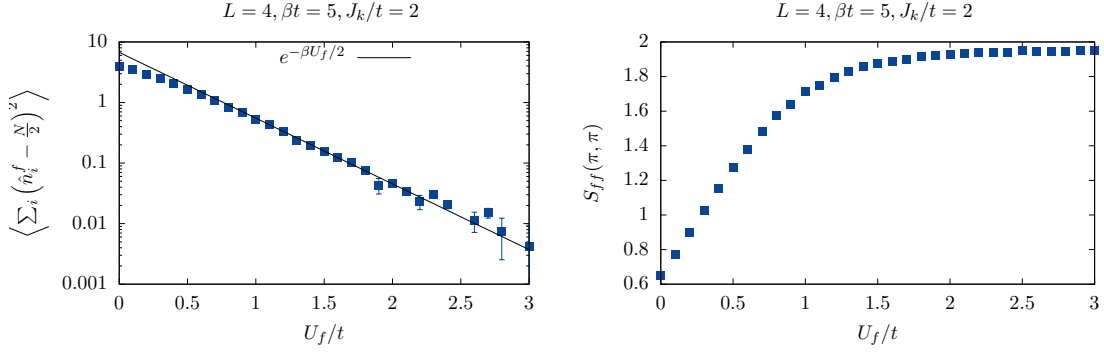 L = 4, βt = 5, J_k/t = 2
⟨∑_i (n̂_i^f − N/2)^2⟩
e^{−βU_f/2}
10
1
0.1
0.01
0.001
0 0.5 1 1.5 2 2.5 3
U_f/t
L = 4, βt = 5, J_k/t = 2
S_{ff}(π, π)
2
1.8
1.6
1.4
1.2
1
0.8
0.6
0 0.5 1 1.5 2 2.5 3
U_f/t